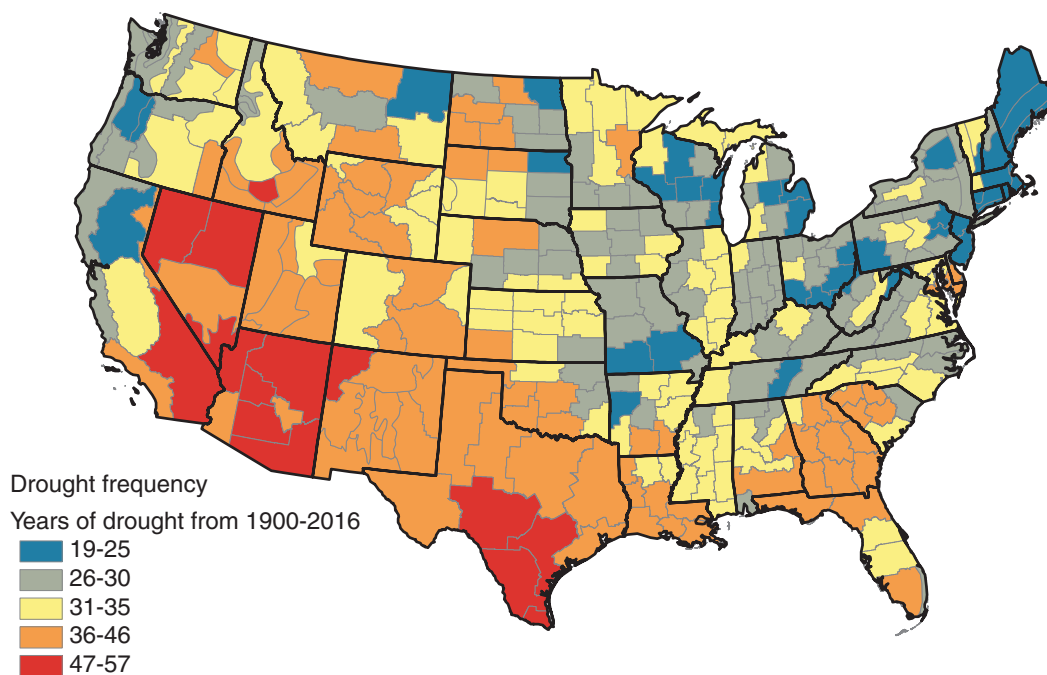 Drought frequency
Years of drought from 1900-2016
19-25
26-30
31-35
36-46
47-57